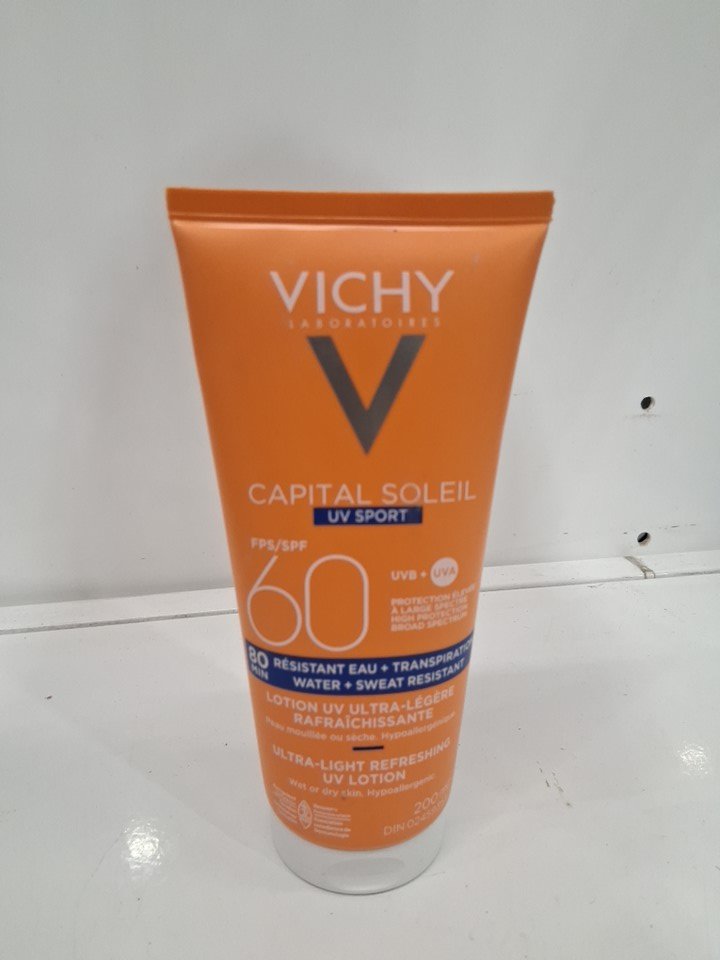 VICHY
LABORATOIRES
CAPITAL SOLEIL
UV SPORT
FPS/SPF
60
UVB + UVA
PROTECTION ÉLEVÉE
À LARGE SPECTRE
HIGH PROTECTION
BROAD SPECTRUM
80 MIN
RÉSISTANT EAU + TRANSPIRATION
WATER + SWEAT RESISTANT
LOTION UV ULTRA-LÉGÈRE
RAFRAÎCHISSANTE
Peau mouillée ou sèche. Hypoallergénique
ULTRA-LIGHT REFRESHING
UV LOTION
Wet or dry skin. Hypoallergenic
200
DIN